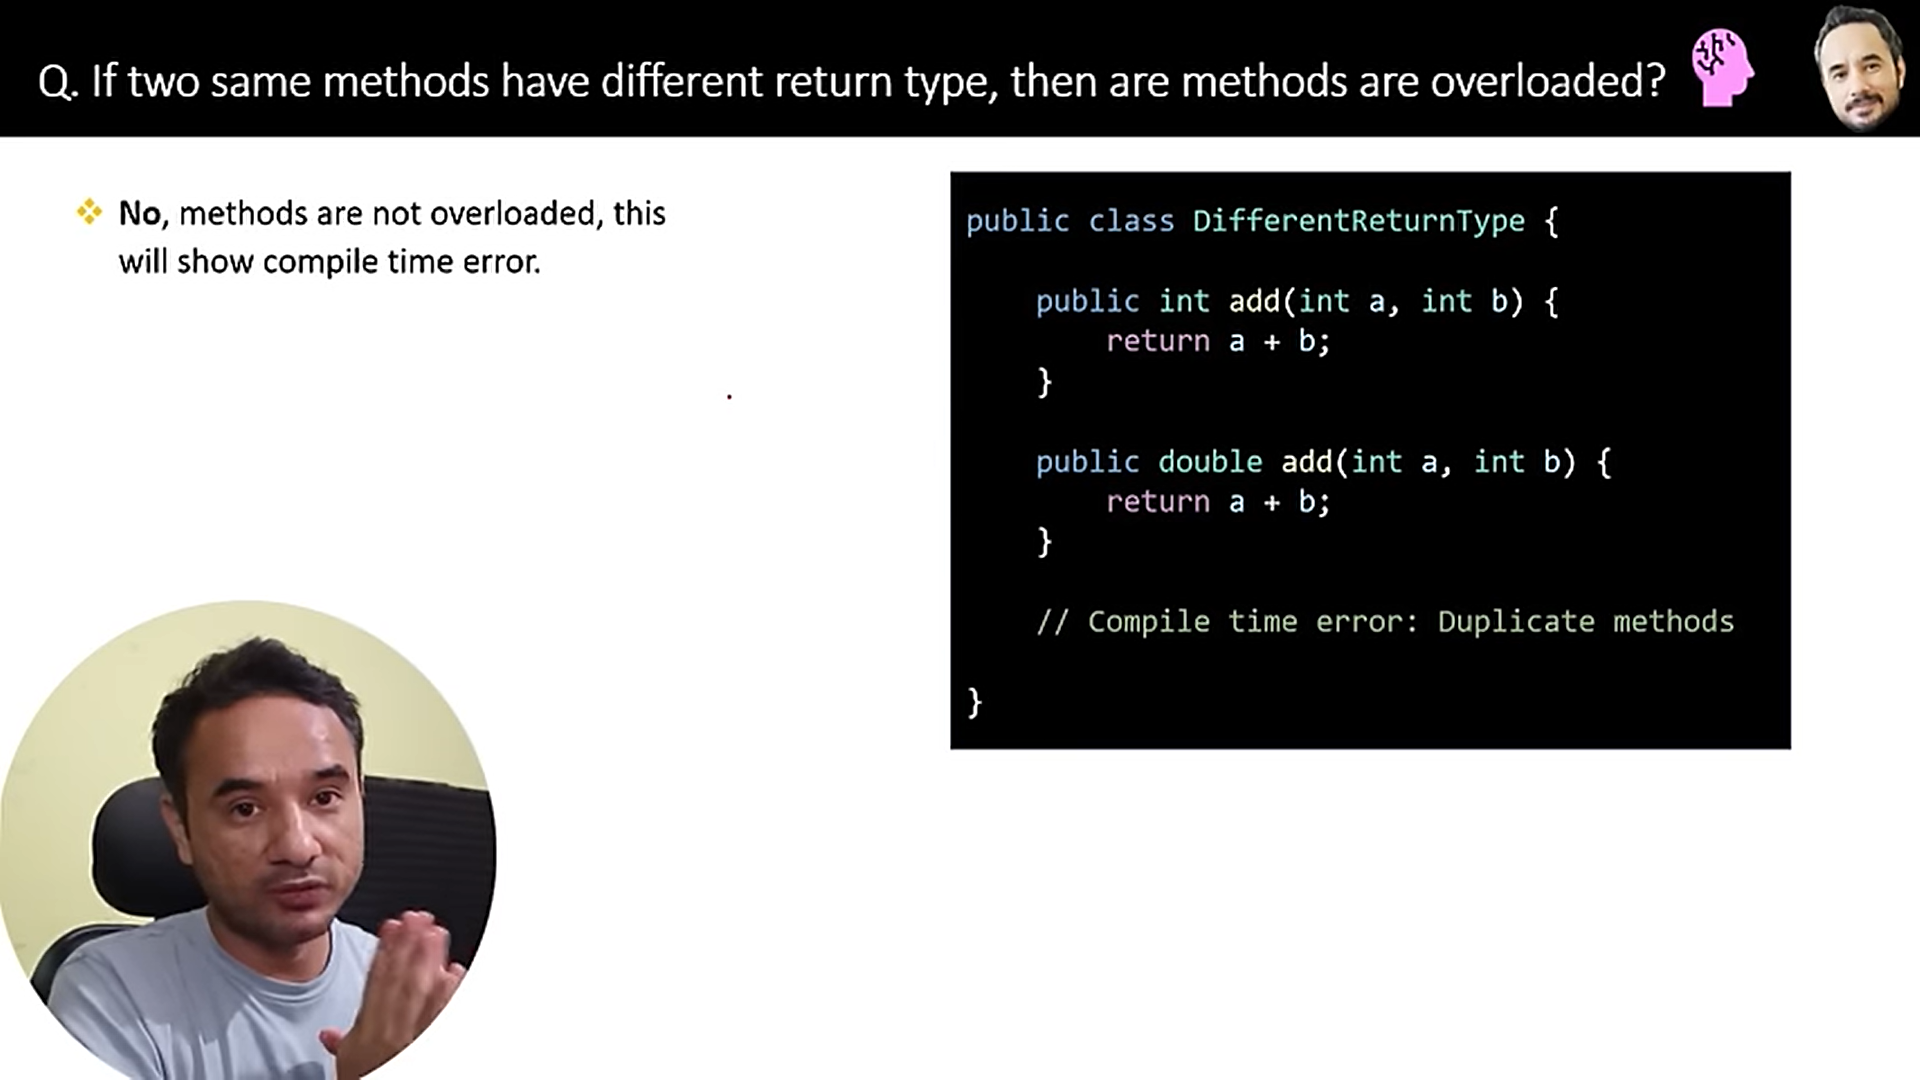 Q. If two same methods have different return type, then are methods are overloaded?
No, methods are not overloaded, this
will show compile time error.
public class DifferentReturnType {
public int add(int a, int b) {
return a + b;
}
public double add(int a, int b) {
return a + b;
}
// Compile time error: Duplicate methods
}